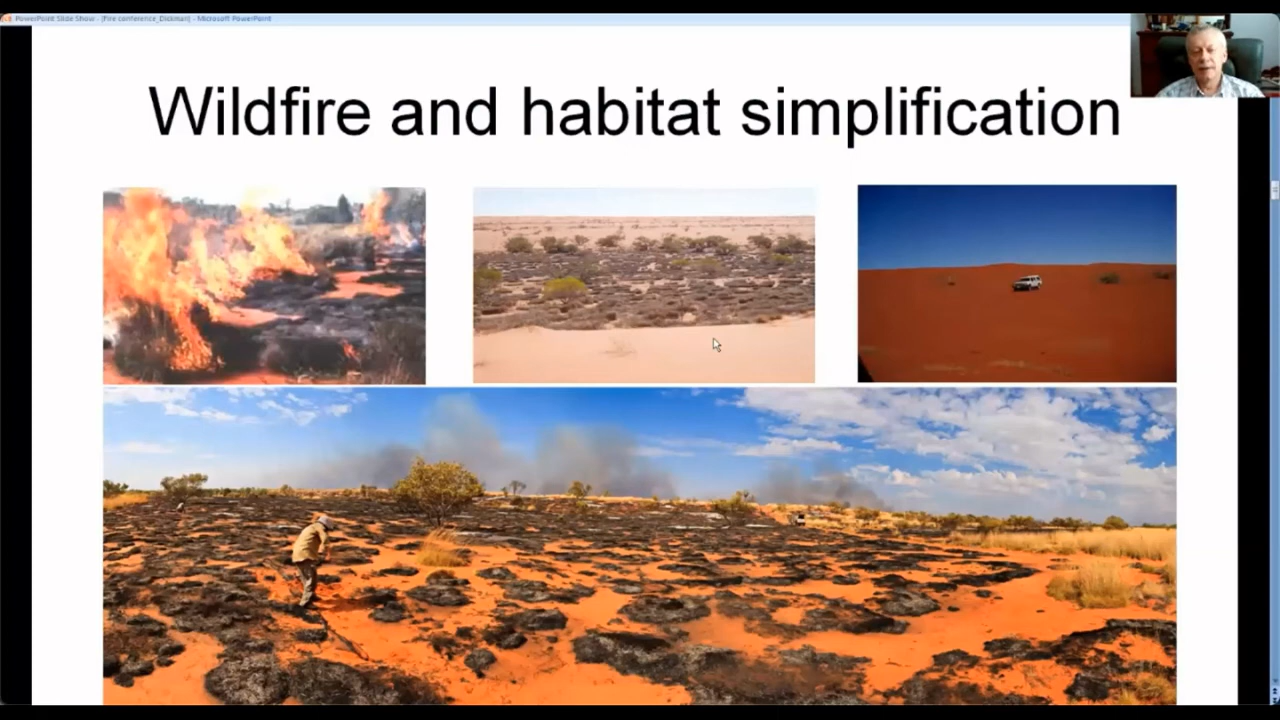 PowerPoint Slide Show - [Fire conference_Dickman] - Microsoft PowerPoint
Wildfire and habitat simplification